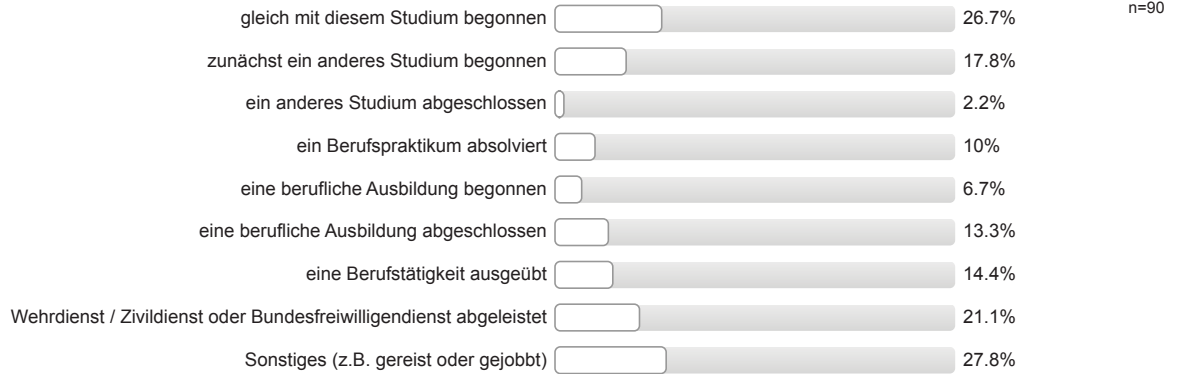 gleich mit diesem Studium begonnen 26.7% n=90
zunächst ein anderes Studium begonnen 17.8%
ein anderes Studium abgeschlossen 2.2%
ein Berufspraktikum absolviert 10%
eine berufliche Ausbildung begonnen 6.7%
eine berufliche Ausbildung abgeschlossen 13.3%
eine Berufstätigkeit ausgeübt 14.4%
Wehrdienst / Zivildienst oder Bundesfreiwilligendienst abgeleistet 21.1%
Sonstiges (z.B. gereist oder gejobbt) 27.8%